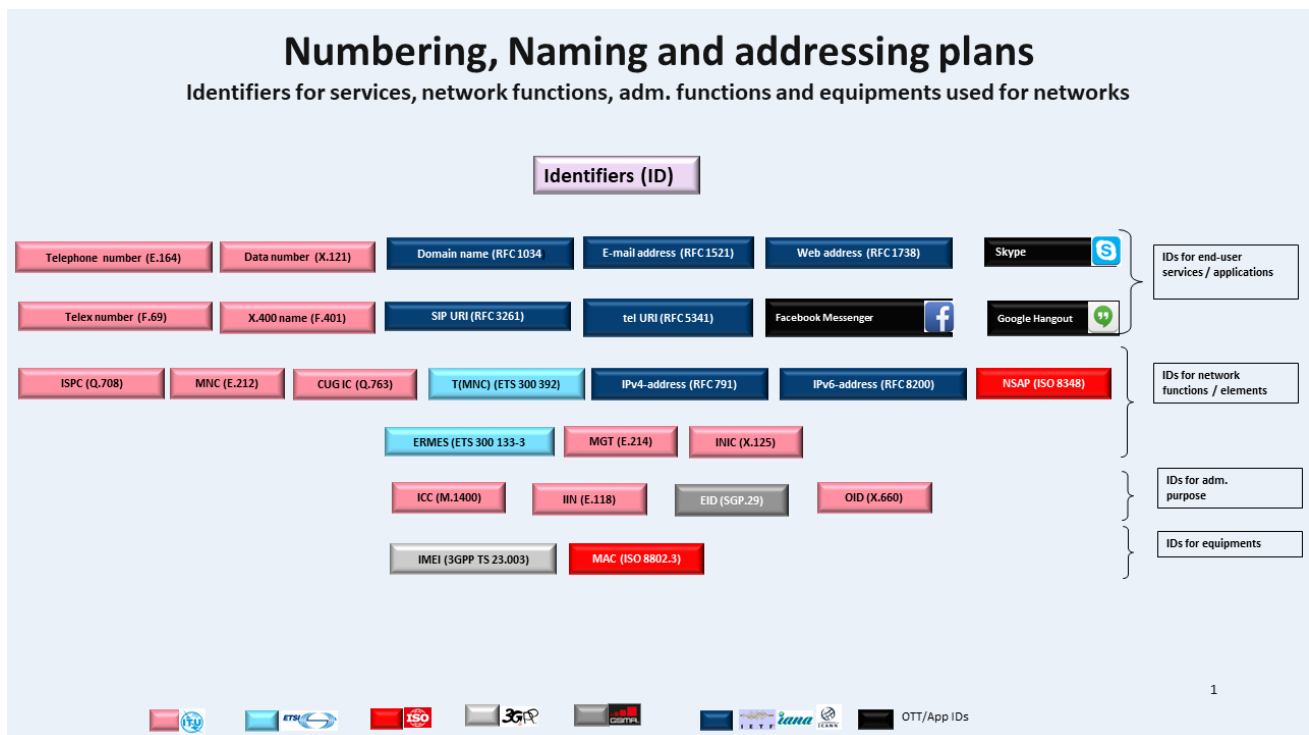 Numbering, Naming and addressing plans
Identifiers for services, network functions, adm. functions and equipments used for networks
Identifiers (ID)
Telephone number (E.164)
Data number (X.121)
Domain name (RFC 1034
E-mail address (RFC 1521)
Web address (RFC 1738)
Skype
IDs for end-user
services / applications
Telex number (F.69)
X.400 name (F.401)
SIP URI (RFC 3261)
tel URI (RFC 5341)
Facebook Messenger
Google Hangout
ISPC (Q.708)
MNC (E.212)
CUG IC (Q.763)
T(MNC) (ETS 300 392)
IPv4-address (RFC 791)
IPv6-address (RFC 8200)
NSAP (ISO 8348)
IDs for network
functions / elements
ERMES (ETS 300 133-3
MGT (E.214)
INIC (X.125)
ICC (M.1400)
IIN (E.118)
EID (SGP.29)
OID (X.660)
IDs for adm.
purpose
IMEI (3GPP TS 23.003)
MAC (ISO 8802.3)
IDs for equipments
1
ITU
ETSI
ISO
3GPP
GSMA
I E T F
iana
ICANN
OTT/App IDs